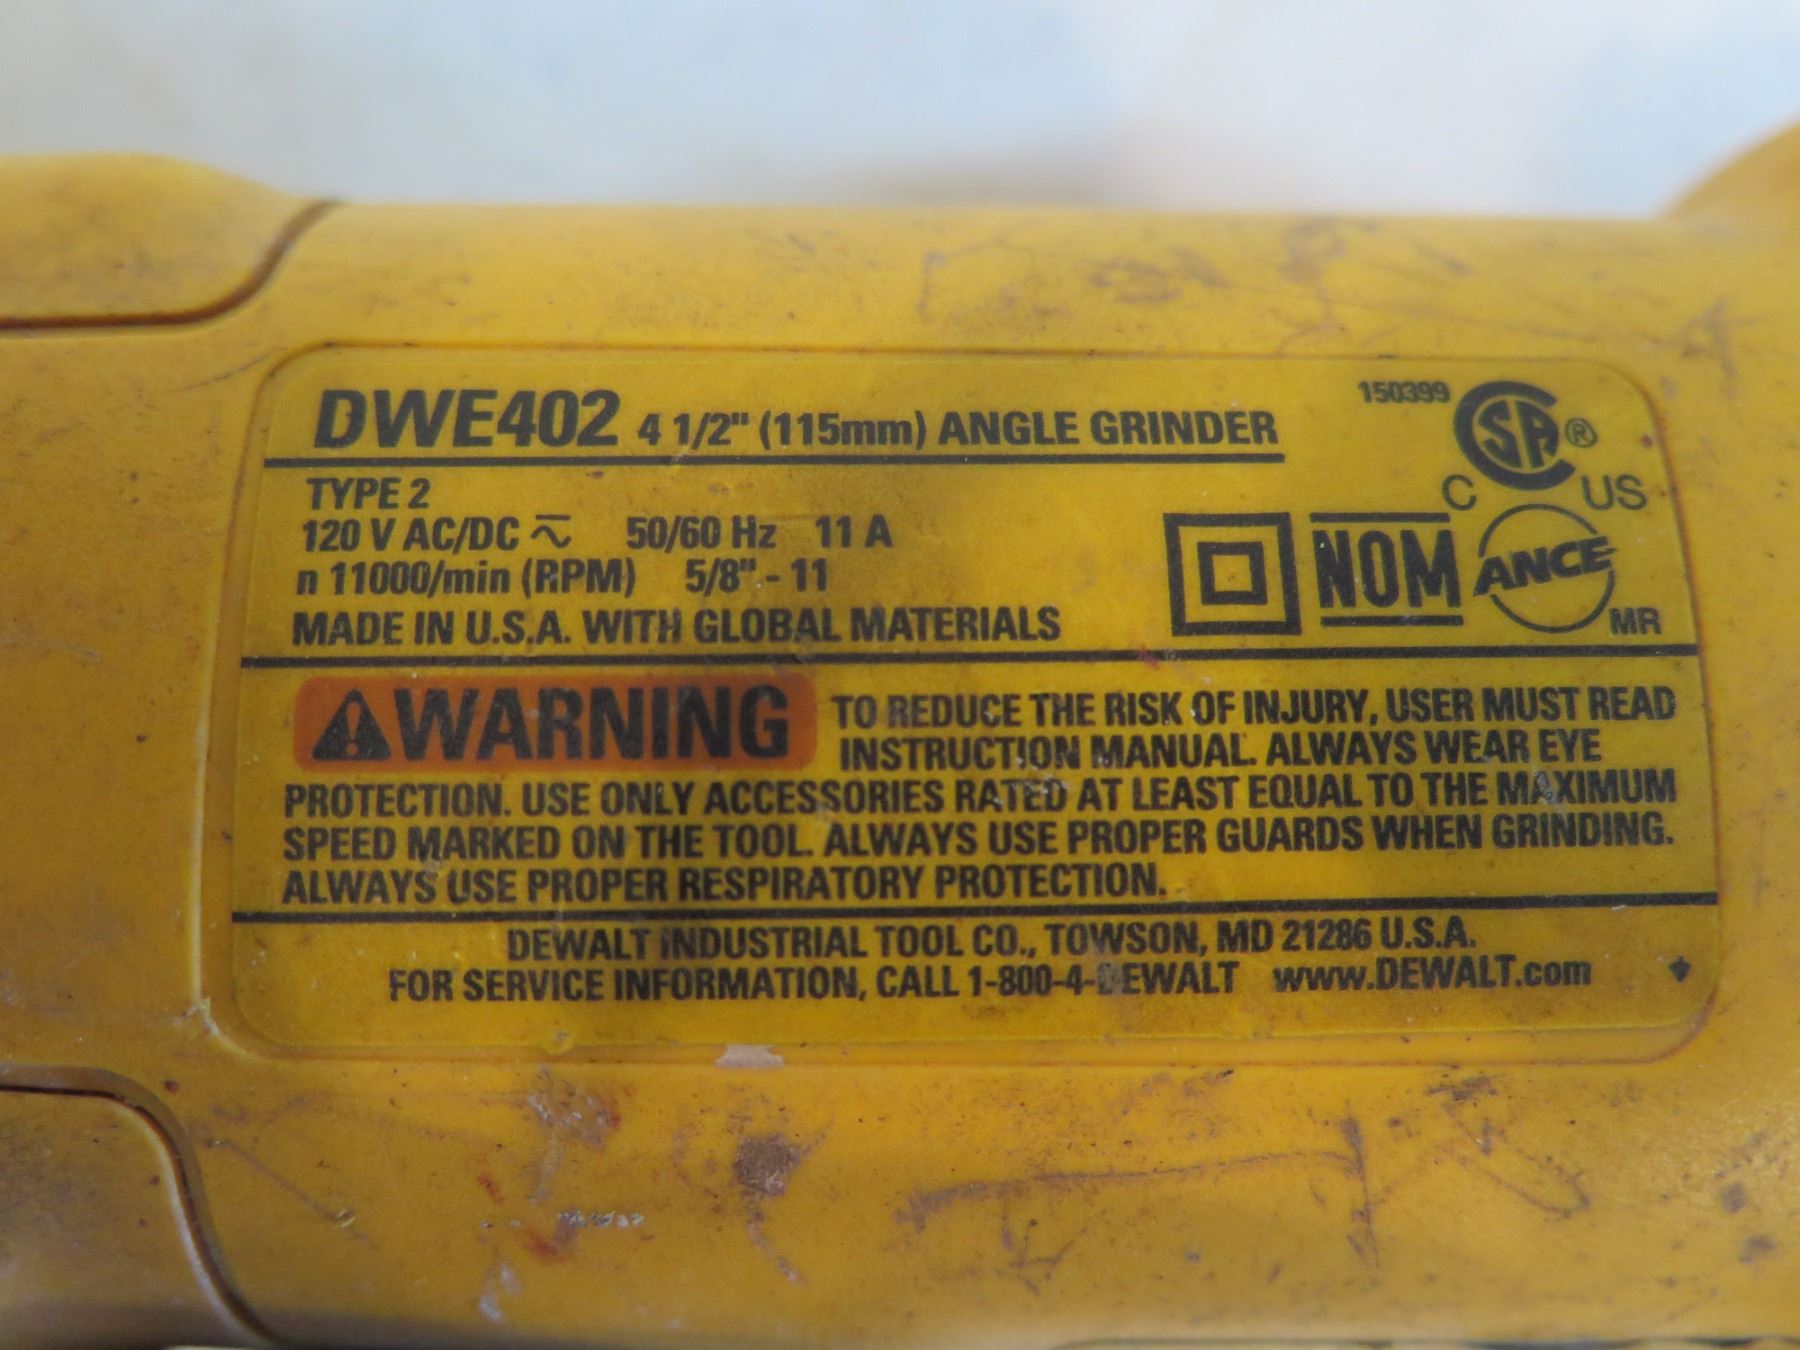 DWE402 4 1/2" (115mm) ANGLE GRINDER
150399
CSA®
C US
TYPE 2
120 V AC/DC 50/60 Hz 11 A
n 11000/min (RPM) 5/8" - 11
MADE IN U.S.A. WITH GLOBAL MATERIALS
NOM
ANCE
MR
WARNING TO REDUCE THE RISK OF INJURY, USER MUST READ
INSTRUCTION MANUAL. ALWAYS WEAR EYE
PROTECTION. USE ONLY ACCESSORIES RATED AT LEAST EQUAL TO THE MAXIMUM
SPEED MARKED ON THE TOOL. ALWAYS USE PROPER GUARDS WHEN GRINDING.
ALWAYS USE PROPER RESPIRATORY PROTECTION.
DEWALT INDUSTRIAL TOOL CO., TOWSON, MD 21286 U.S.A.
FOR SERVICE INFORMATION, CALL 1-800-4-DEWALT www.DEWALT.com